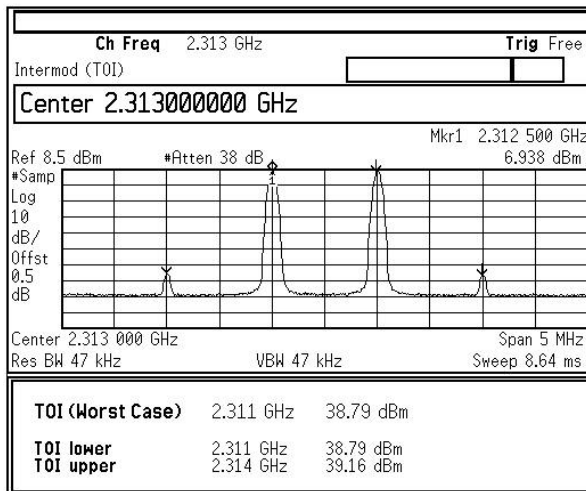 Ch Freq 2.313 GHz Trig Free
Intermod (TOI)
Center 2.313000000 GHz
Mkr1 2.312 500 GHz
Ref 8.5 dBm #Atten 38 dB 6.938 dBm
#Samp
Log
10
dB/
Offst
0.5
dB
1
Center 2.313 000 GHz Span 5 MHz
Res BW 47 kHz VBW 47 kHz Sweep 8.64 ms
TOI (Worst Case) 2.311 GHz 38.79 dBm
TOI lower 2.311 GHz 38.79 dBm
TOI upper 2.314 GHz 39.16 dBm